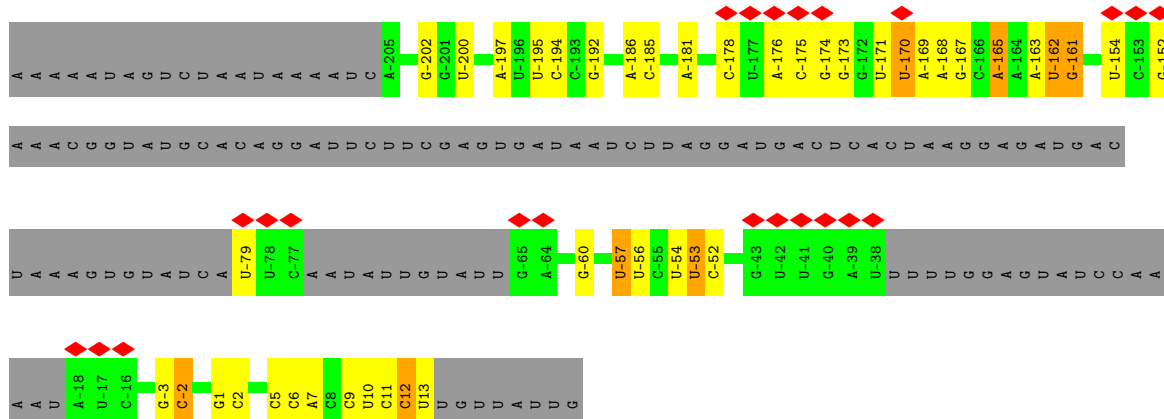 A A A A A U A G U C U A A U A A A A U C A-205 G-202 G-201 U-200 A-197 U-196 U-195 C-194 C-193 G-192 A-186 C-185 A-181 C-178 U-177 A-176 C-175 G-174 G-173 G-172 U-171 U-170 A-169 A-168 G-167 C-166 A-165 A-164 A-163 U-162 G-161 U-154 C-153 G-152
A A A C G G U A U G C A C A G G A U U C U U C G A G U G A U A A U C U U A G G A U G A C U C A C U A A G G A G A U G A C
U A A A G U G U A U C A U-79 U-78 C-77 A A U A U U G U A U U G-65 A-64 G-60 U-57 U-56 C-55 U-54 U-53 C-52 G-43 U-42 U-41 G-40 A-39 U-38 U U U U G G A G U A U C C A A
A A U A-18 U-17 C-16 G-3 C-2 G1 C2 C5 C6 A7 C8 C9 U10 C11 C12 U13 U G U U A U U G